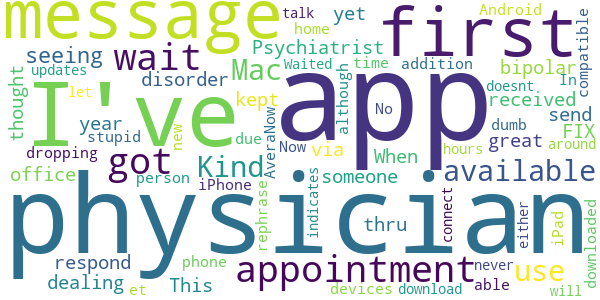 message first talk Android
home
seeing wait yet Psychiatrist Waited time addition compatible
thought updates disorder Mac although No bipolar In
I've app
let kept received doesnt send
year stupid new due AveraNow Now via When dumb great FIX
dropping got Kind someone hours around
office person iPhone available
physician
rephrase indicates thru connect either iPad downloaded
respond appointment never use
dealing et This phone devices download able will